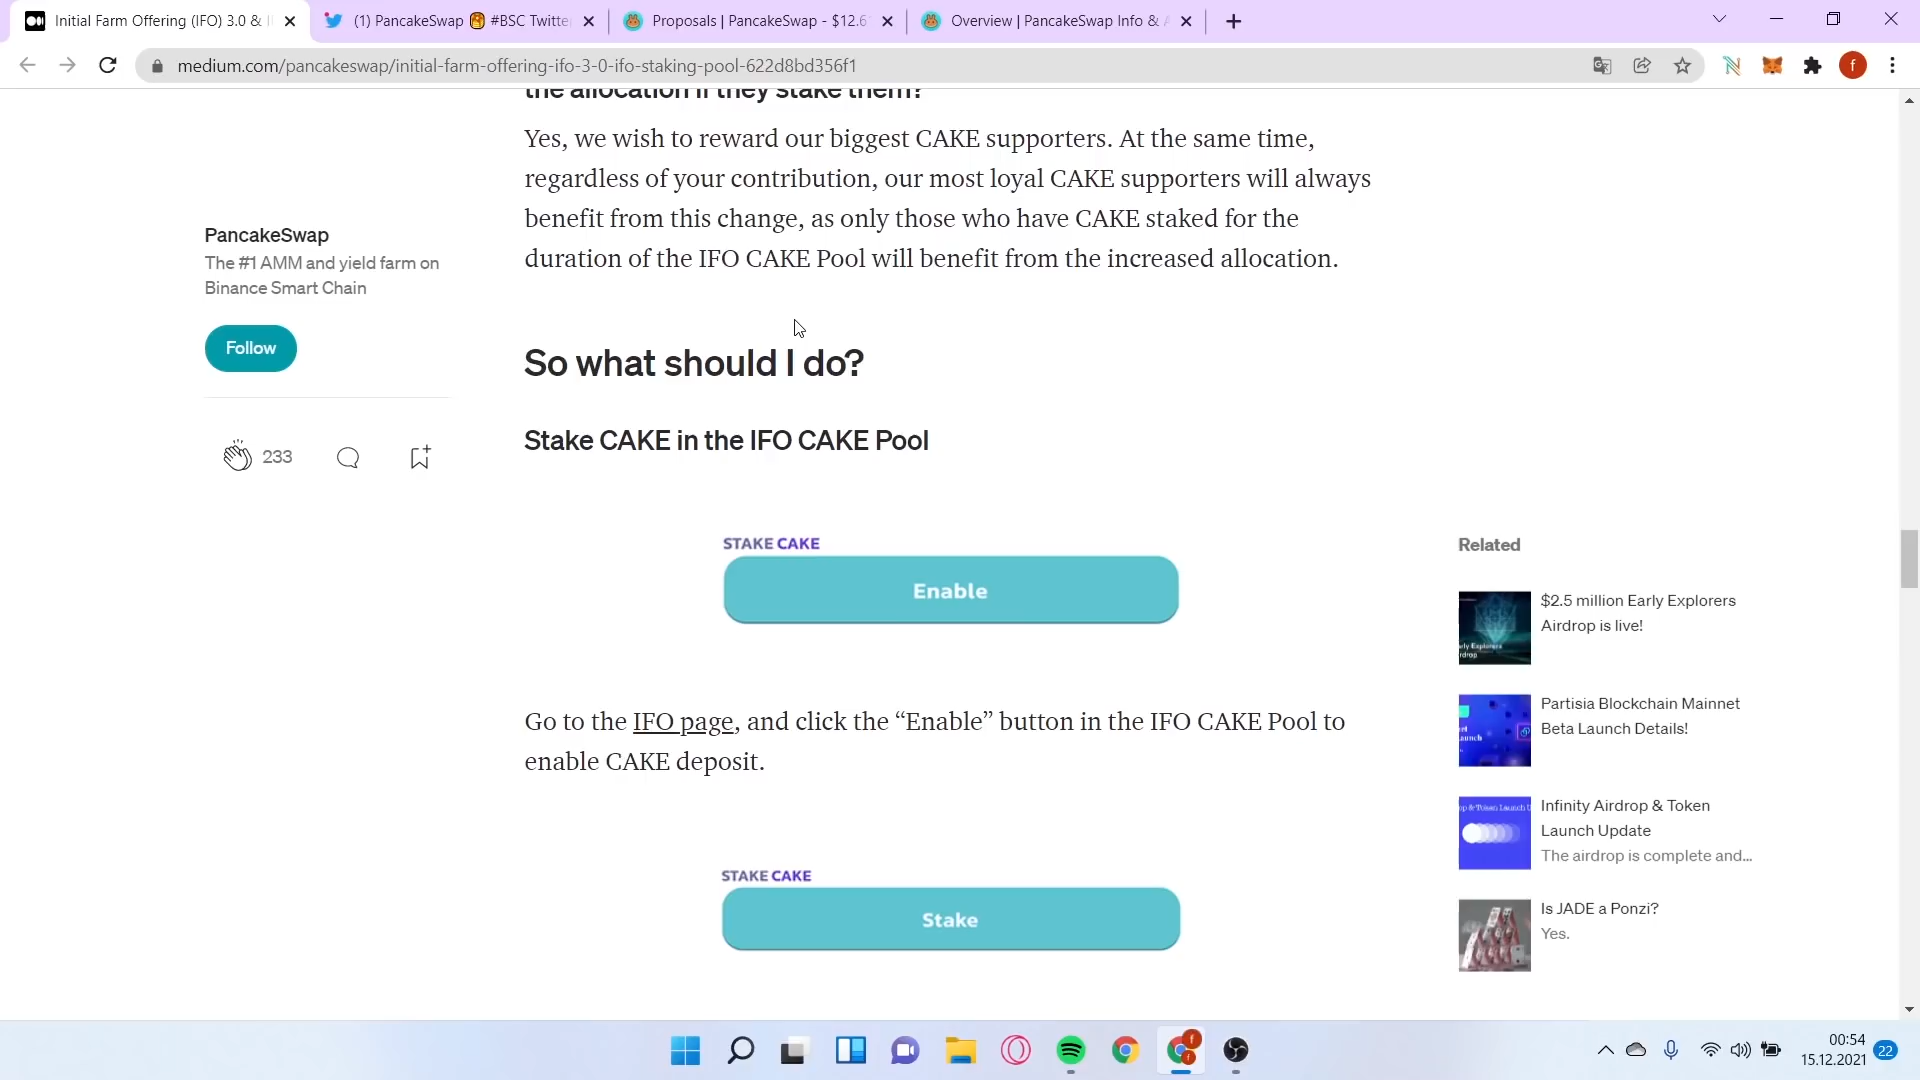 Initial Farm Offering (IFO) 3.0 & I
(1) PancakeSwap 🥞 #BSC Twitte
Proposals | PancakeSwap - $12.6
Overview | PancakeSwap Info & A
medium.com/pancakeswap/initial-farm-offering-ifo-3-0-ifo-staking-pool-622d8bd356f1
f
the allocation if they stake them?
Yes, we wish to reward our biggest CAKE supporters. At the same time,
regardless of your contribution, our most loyal CAKE supporters will always
benefit from this change, as only those who have CAKE staked for the
duration of the IFO CAKE Pool will benefit from the increased allocation.
PancakeSwap
The #1 AMM and yield farm on
Binance Smart Chain
Follow
233
So what should I do?
Stake CAKE in the IFO CAKE Pool
STAKE CAKE
Enable
Go to the IFO page, and click the “Enable” button in the IFO CAKE Pool to
enable CAKE deposit.
STAKE CAKE
Stake
Related
$2.5 million Early Explorers
Airdrop is live!
Partisia Blockchain Mainnet
Beta Launch Details!
Infinity Airdrop & Token
Launch Update
The airdrop is complete and...
Is JADE a Ponzi?
Yes.
00:54
15.12.2021
22